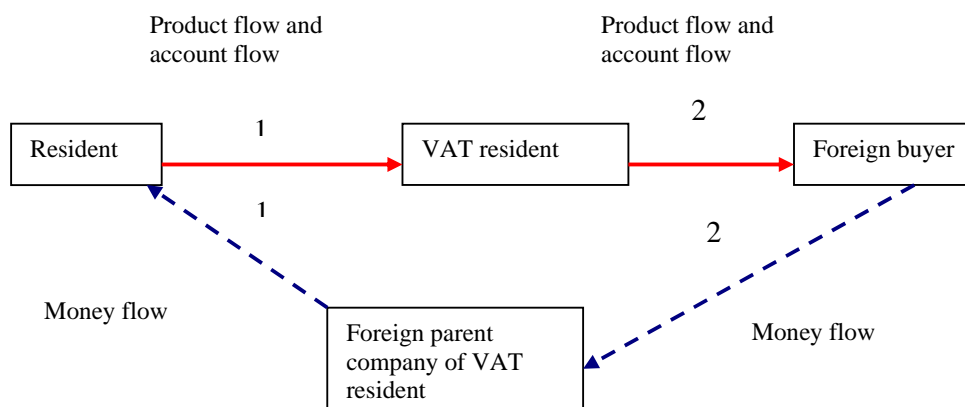 Product flow and
account flow
Product flow and
account flow
1
2
Resident
VAT resident
Foreign buyer
1
2
Money flow
Foreign parent
company of VAT
resident
Money flow